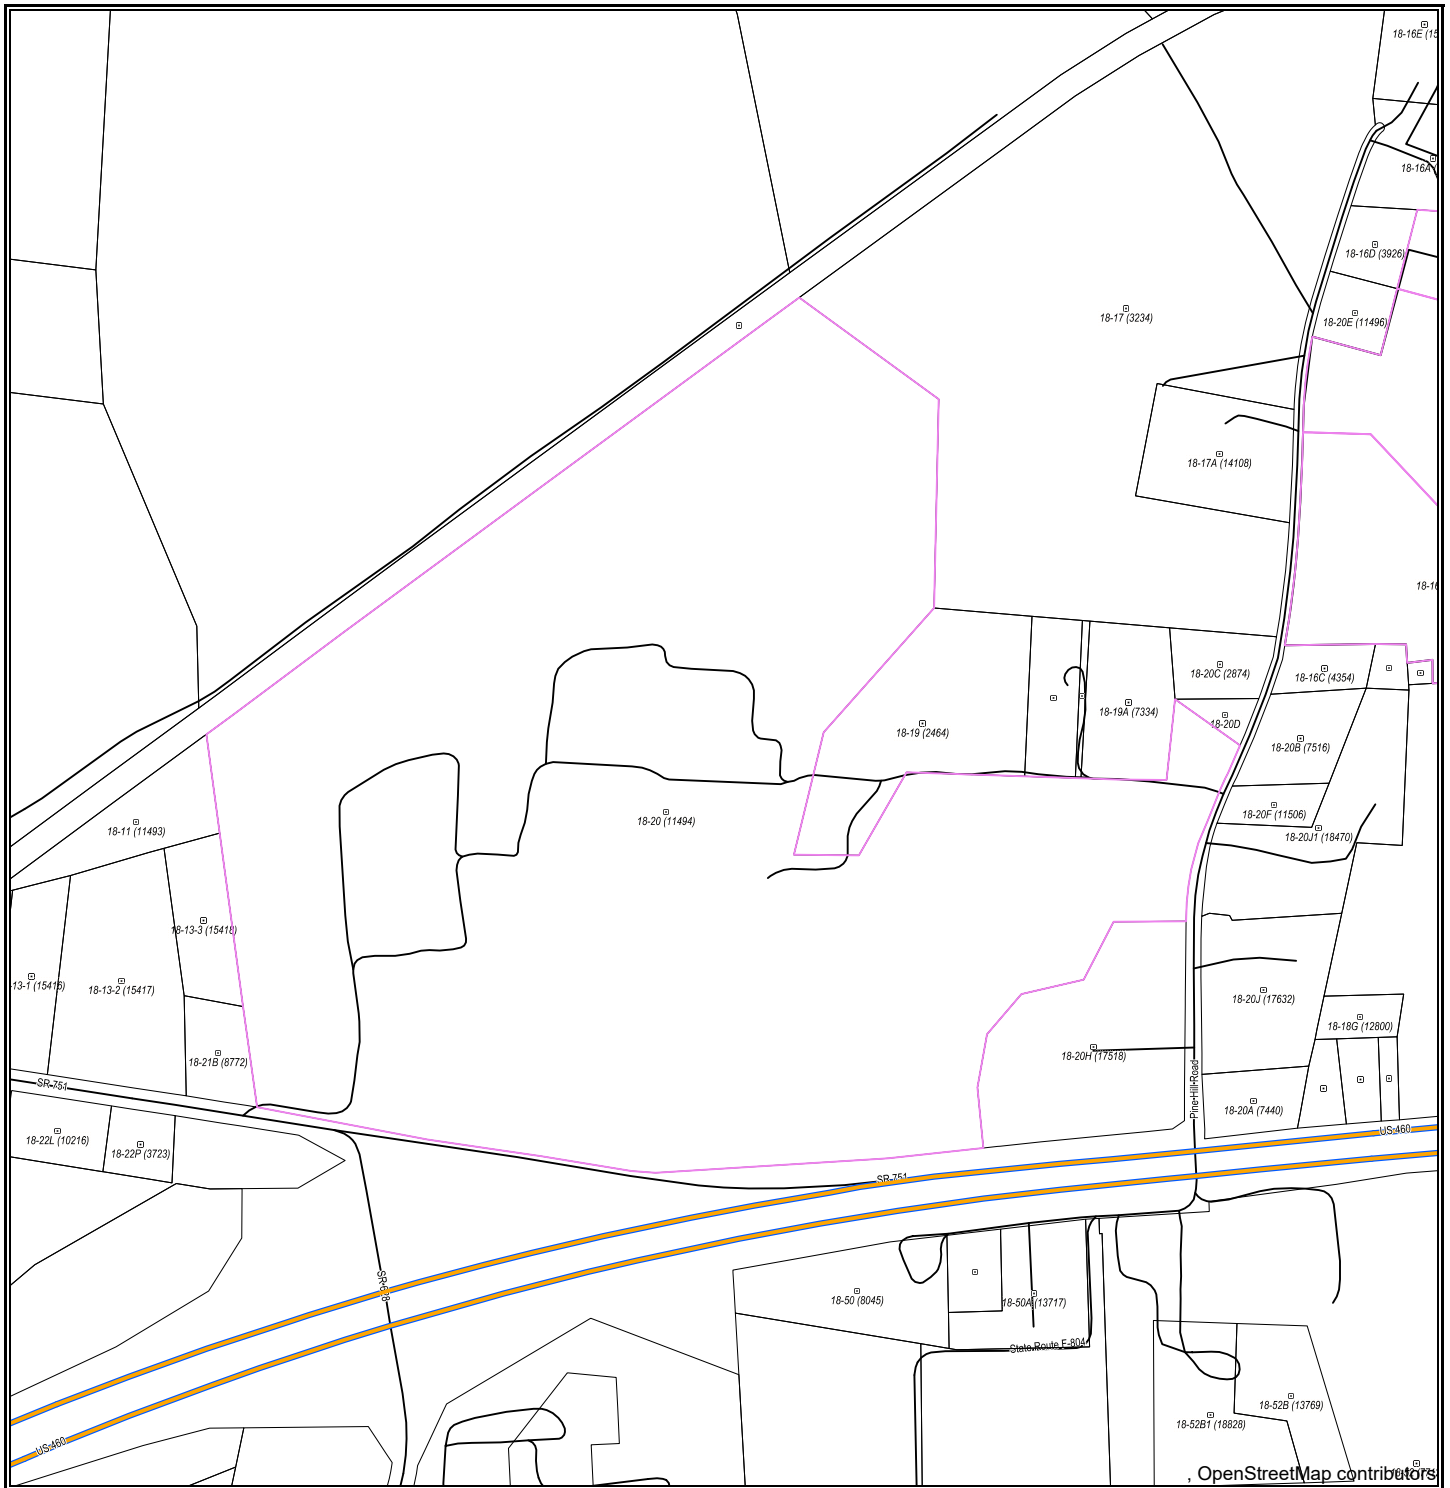 18-16E (15
18-16A (
18-16D (3926)
18-17 (3234)
18-20E (11496)
18-17A (14108)
18-16
18-20C (2874)
18-16C (4354)
18-19A (7334)
18-20D
18-19 (2464)
18-20B (7516)
18-20 (11494)
18-20F (11506)
18-11 (11493)
18-20J1 (18470)
18-13-3 (15418)
-13-1 (15416)
18-13-2 (15417)
18-20J (17632)
18-18G (12800)
18-21B (8772)
18-20H (17518)
Pine Hill Road
SR 751
18-20A (7440)
18-22L (10216)
US 460
18-22P (3723)
SR 751
SR 678
18-50 (8045)
18-50A (13717)
State Route F-804
18-52B (13769)
18-52B1 (18828)
US 460
, OpenStreetMap contributors